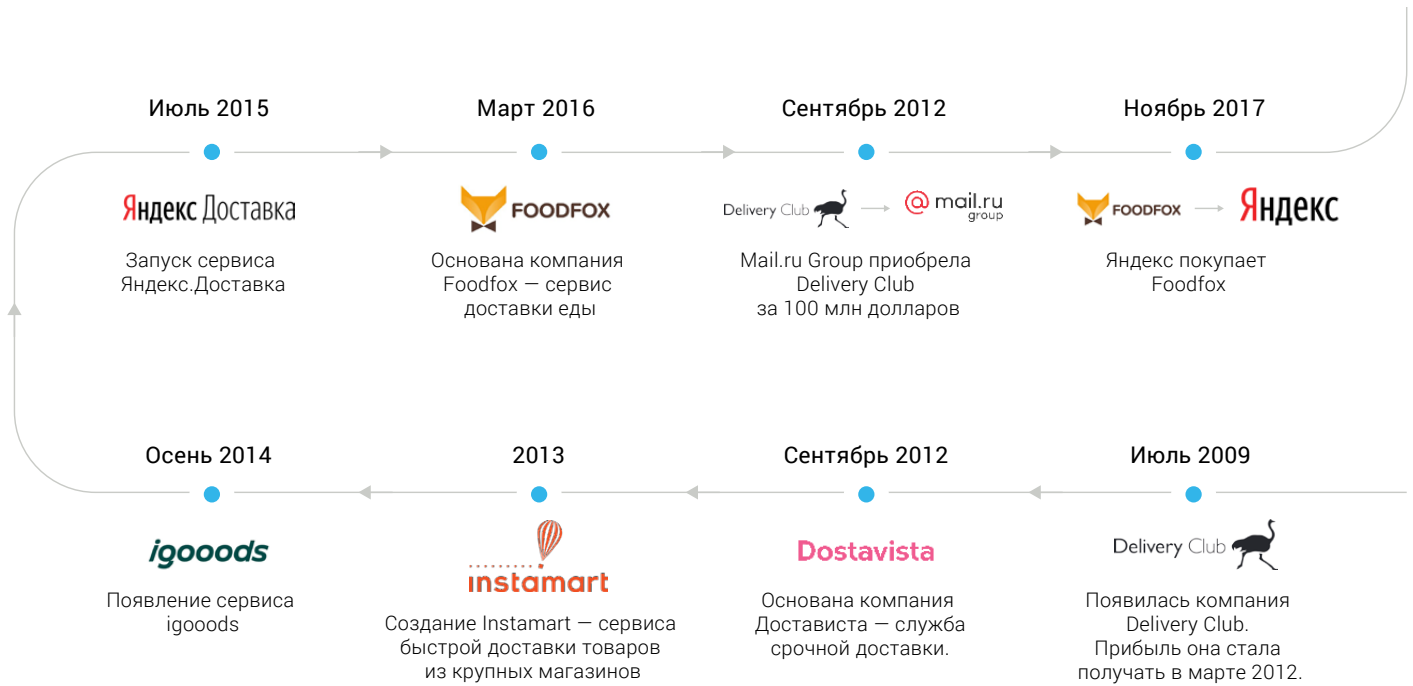 Июль 2015
Март 2016
Сентябрь 2012
Ноябрь 2017
Яндекс Доставка
FOODFOX
Delivery Club
@ mail.ru
group
FOODFOX
Яндекс
Запуск сервиса
Яндекс.Доставка
Основана компания
Foodfox — сервис
доставки еды
Mail.ru Group приобрела
Delivery Club
за 100 млн долларов
Яндекс покупает
Foodfox
Осень 2014
2013
Сентябрь 2012
Июль 2009
igooods
instamart
Dostavista
Delivery Club
Появление сервиса
igooods
Создание Instamart — сервиса
быстрой доставки товаров
из крупных магазинов
Основана компания
Достависта — служба
срочной доставки.
Появилась компания
Delivery Club.
Прибыль она стала
получать в марте 2012.